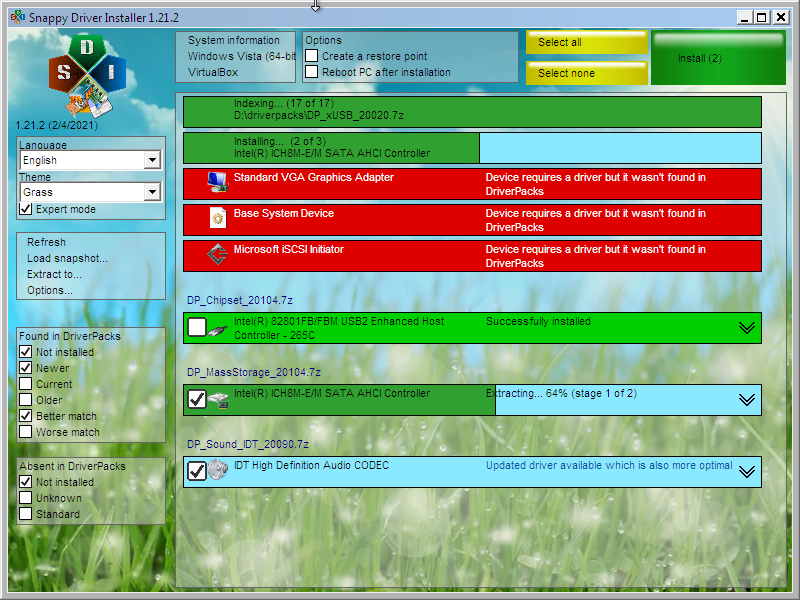 Snappy Driver Installer 1.21.2
S D I
1.21.2 (2/4/2021)
Language
English
Theme
Grass
Expert mode
Refresh
Load snapshot...
Extract to...
Options...
Found in DriverPacks
Not installed
Newer
Current
Older
Better match
Worse match
Absent in DriverPacks
Not installed
Unknown
Standard
System information
Windows Vista (64-bit
VirtualBox
Options
Create a restore point
Reboot PC after installation
Select all
Select none
Install (2)
Indexing... (17 of 17)
D:\driverpacks\DP_xUSB_20020.7z
Installing... (2 of 3)
Intel(R) ICH8M-E/M SATA AHCI Controller
Standard VGA Graphics Adapter
Device requires a driver but it wasn't found in
DriverPacks
Base System Device
Device requires a driver but it wasn't found in
DriverPacks
Microsoft iSCSI Initiator
Device requires a driver but it wasn't found in
DriverPacks
DP_Chipset_20104.7z
Intel(R) 82801FB/FBM USB2 Enhanced Host
Controller - 265C
Successfully installed
DP_MassStorage_20104.7z
Intel(R) ICH8M-E/M SATA AHCI Controller
Extracting... 64% (stage 1 of 2)
DP_Sound_IDT_20090.7z
IDT High Definition Audio CODEC
Updated driver available which is also more optimal